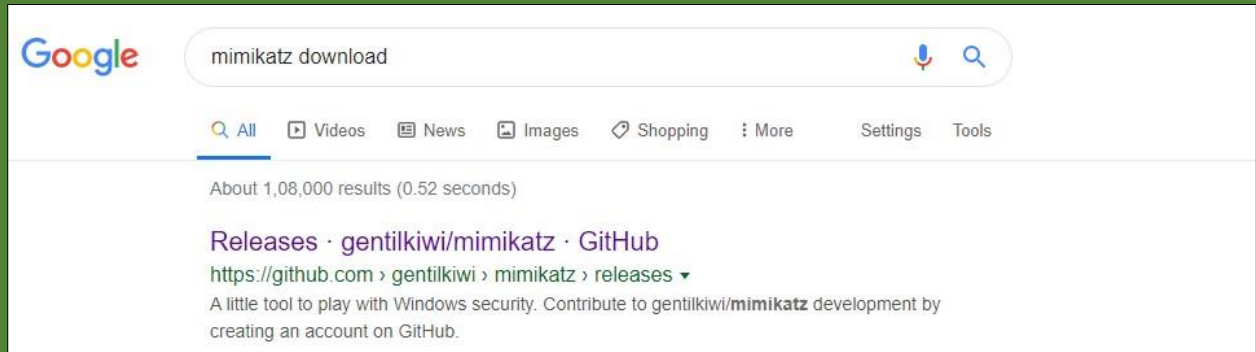 Google
mimikatz download
All Videos News Images Shopping More Settings Tools
About 1,08,000 results (0.52 seconds)
Releases · gentilkiwi/mimikatz · GitHub
https://github.com › gentilkiwi › mimikatz › releases
A little tool to play with Windows security. Contribute to gentilkiwi/mimikatz development by
creating an account on GitHub.